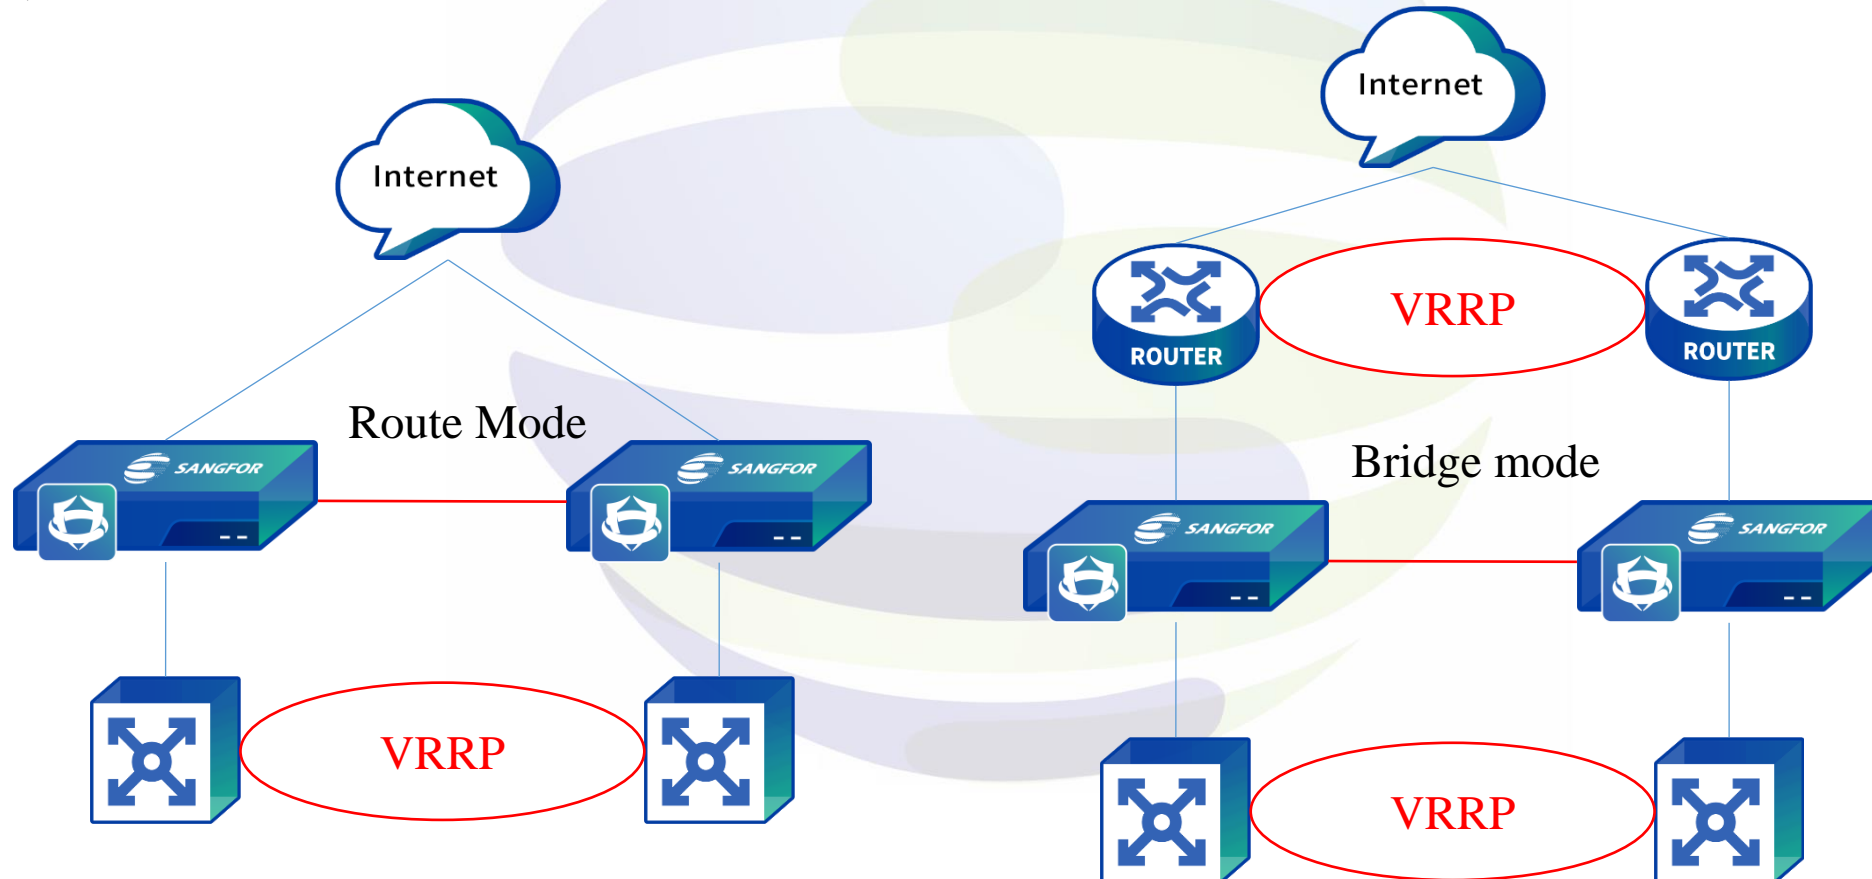 Internet
Route Mode
SANGFOR
SANGFOR
VRRP
Internet
ROUTER
VRRP
ROUTER
Bridge mode
SANGFOR
SANGFOR
VRRP